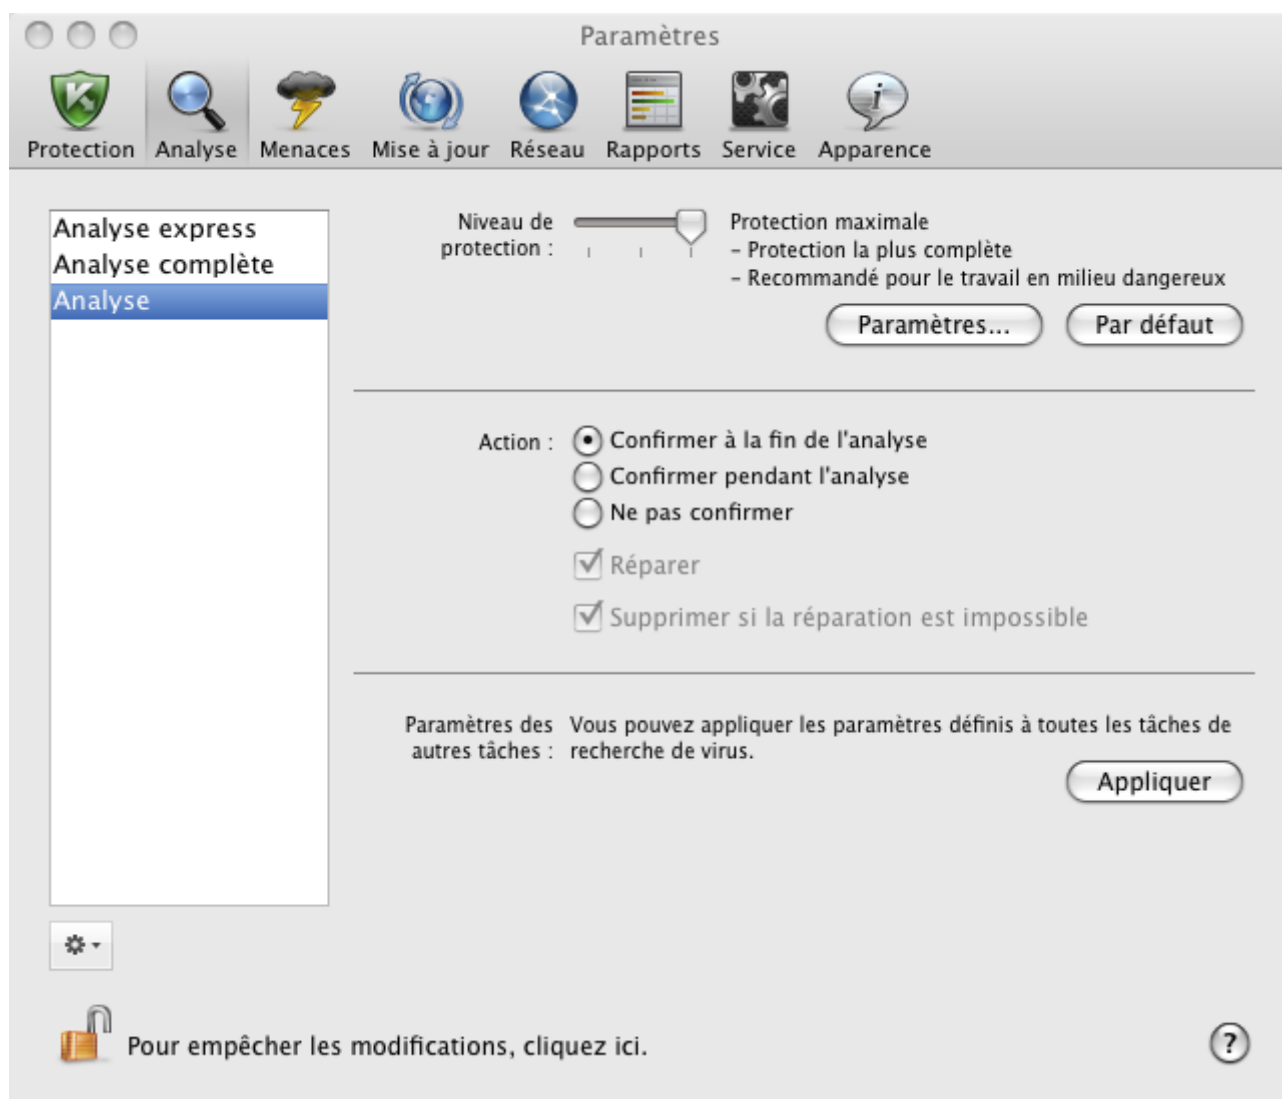 Paramètres
Protection Analyse Menaces Mise à jour Réseau Rapports Service Apparence
Analyse express
Analyse complète
Analyse
Niveau de
protection :
Protection maximale
– Protection la plus complète
– Recommandé pour le travail en milieu dangereux
Paramètres... Par défaut
Action :
Confirmer à la fin de l'analyse
Confirmer pendant l'analyse
Ne pas confirmer
Réparer
Supprimer si la réparation est impossible
Paramètres des
autres tâches :
Vous pouvez appliquer les paramètres définis à toutes les tâches de
recherche de virus.
Appliquer
Pour empêcher les modifications, cliquez ici.
?